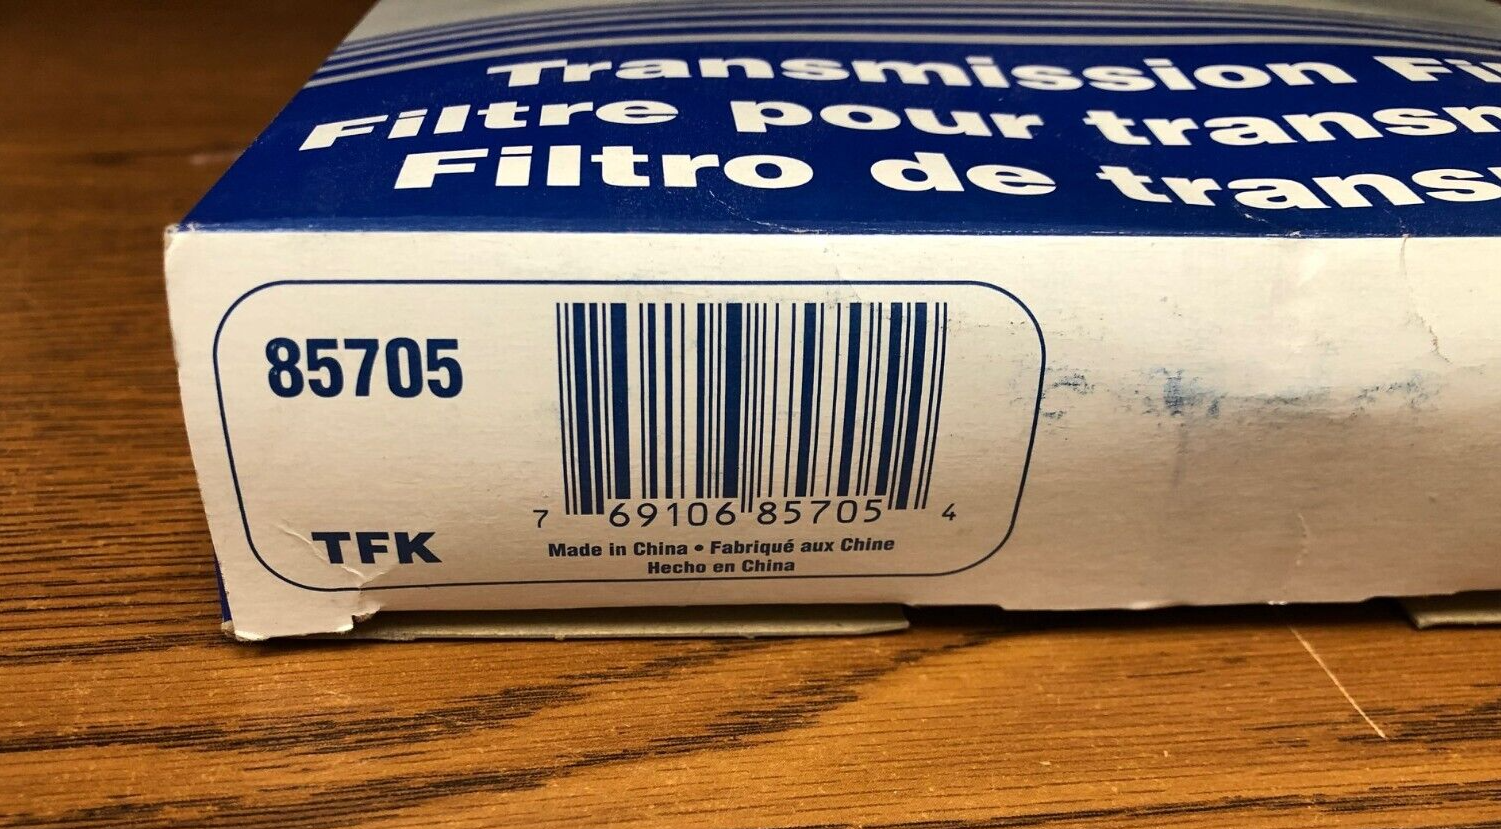 Transmission
Filtre pour
Filtro de
85705
TFK
7 69106 85705 4
Made in China • Fabriqué aux Chine
Hecho en China